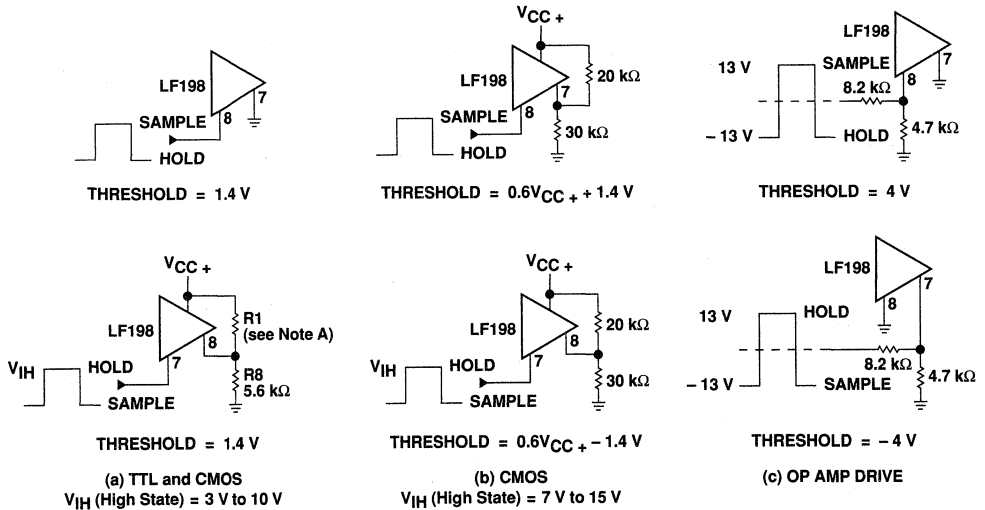 LF198
7
8
SAMPLE
HOLD
THRESHOLD = 1.4 V
VCC +
LF198
7
8
20 kΩ
SAMPLE
HOLD
30 kΩ
THRESHOLD = 0.6VCC + + 1.4 V
LF198
7
8
13 V
SAMPLE
8.2 kΩ
4.7 kΩ
– 13 V
HOLD
THRESHOLD = 4 V
VCC +
LF198
R1
(see Note A)
8
7
VIH
HOLD
SAMPLE
R8
5.6 kΩ
THRESHOLD = 1.4 V
(a) TTL and CMOS
VIH (High State) = 3 V to 10 V
VCC +
LF198
20 kΩ
8
7
VIH
HOLD
SAMPLE
30 kΩ
THRESHOLD = 0.6VCC + – 1.4 V
(b) CMOS
VIH (High State) = 7 V to 15 V
LF198
7
8
13 V
HOLD
8.2 kΩ
4.7 kΩ
– 13 V
SAMPLE
THRESHOLD = – 4 V
(c) OP AMP DRIVE